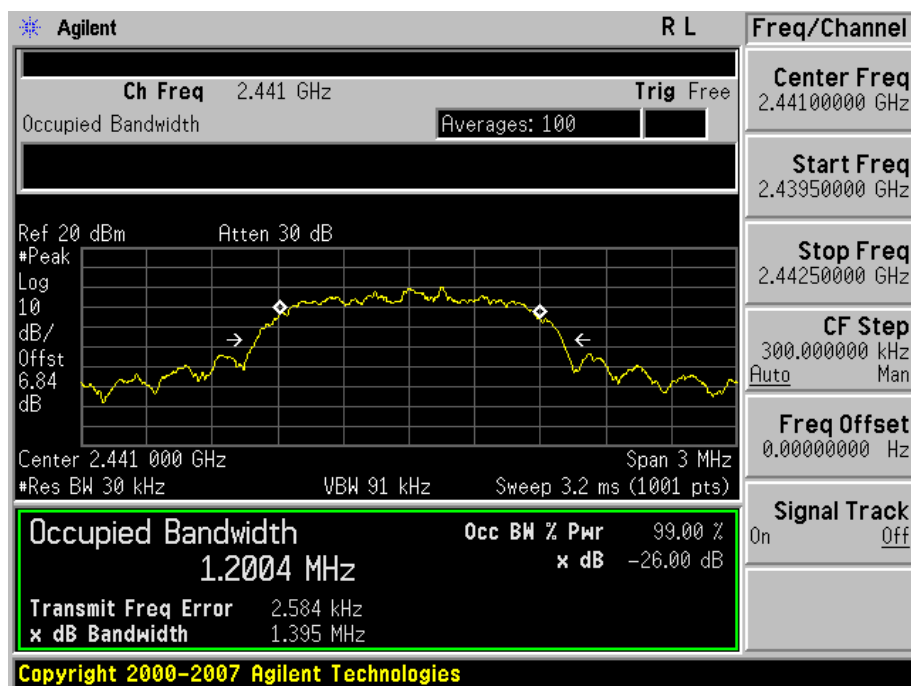 Agilent R L
Freq/Channel
Ch Freq 2.441 GHz Trig Free
Occupied Bandwidth Averages: 100
Center Freq
2.44100000 GHz
Start Freq
2.43950000 GHz
Stop Freq
2.44250000 GHz
CF Step
300.000000 kHz
Auto Man
Freq Offset
0.00000000 Hz
Signal Track
On Off
Ref 20 dBm Atten 30 dB
#Peak
Log
10
dB/
Offst
6.84
dB
Center 2.441 000 GHz Span 3 MHz
#Res BW 30 kHz VBW 91 kHz Sweep 3.2 ms (1001 pts)
Occupied Bandwidth Occ BW % Pwr 99.00 %
1.2004 MHz x dB -26.00 dB
Transmit Freq Error 2.584 kHz
x dB Bandwidth 1.395 MHz
Copyright 2000-2007 Agilent Technologies